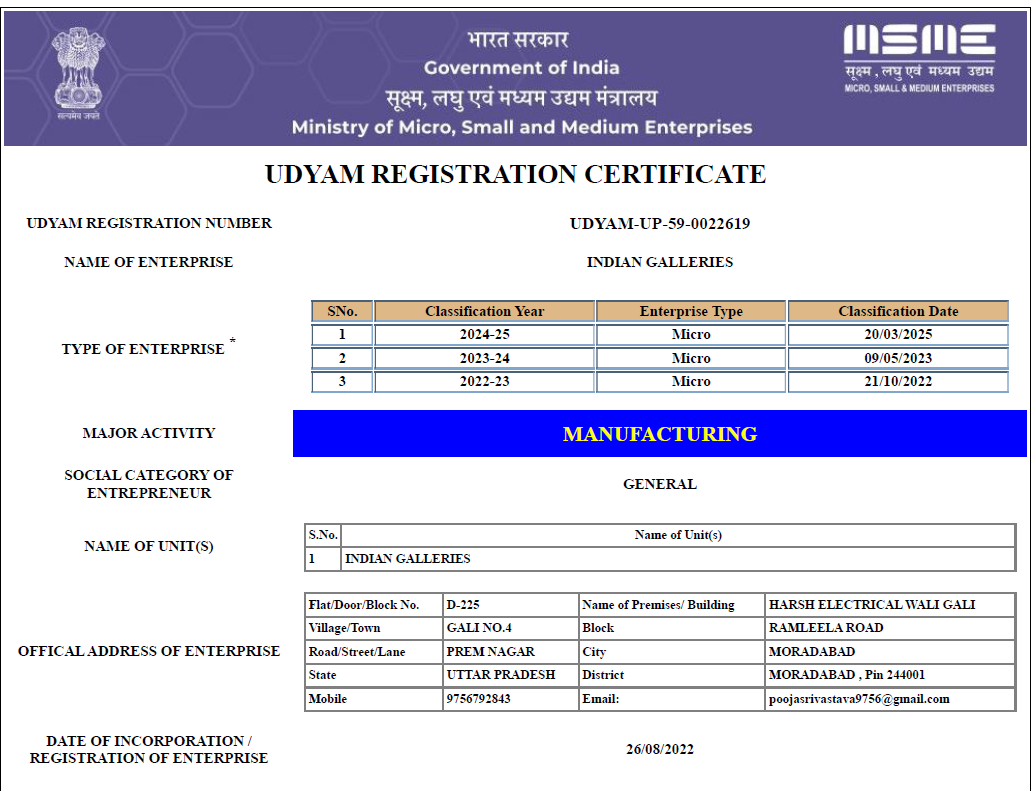 भारत सरकार
Government of India
सूक्ष्म, लघु एवं मध्यम उद्यम मंत्रालय
Ministry of Micro, Small and Medium Enterprises
सत्यमेव जयते
MSME
सूक्ष्म , लघु एवं मध्यम उद्यम
MICRO, SMALL & MEDIUM ENTERPRISES
UDYAM REGISTRATION CERTIFICATE
UDYAM REGISTRATION NUMBER UDYAM-UP-59-0022619
NAME OF ENTERPRISE INDIAN GALLERIES
TYPE OF ENTERPRISE *
SNo. Classification Year Enterprise Type Classification Date
1 2024-25 Micro 20/03/2025
2 2023-24 Micro 09/05/2023
3 2022-23 Micro 21/10/2022
MAJOR ACTIVITY MANUFACTURING
SOCIAL CATEGORY OF
ENTREPRENEUR
GENERAL
NAME OF UNIT(S)
S.No. Name of Unit(s)
1 INDIAN GALLERIES
OFFICAL ADDRESS OF ENTERPRISE
Flat/Door/Block No. D-225 Name of Premises/ Building HARSH ELECTRICAL WALI GALI
Village/Town GALI NO.4 Block RAMLEELA ROAD
Road/Street/Lane PREM NAGAR City MORADABAD
State UTTAR PRADESH District MORADABAD , Pin 244001
Mobile 9756792843 Email: poojasrivastava9756@gmail.com
DATE OF INCORPORATION /
REGISTRATION OF ENTERPRISE
26/08/2022